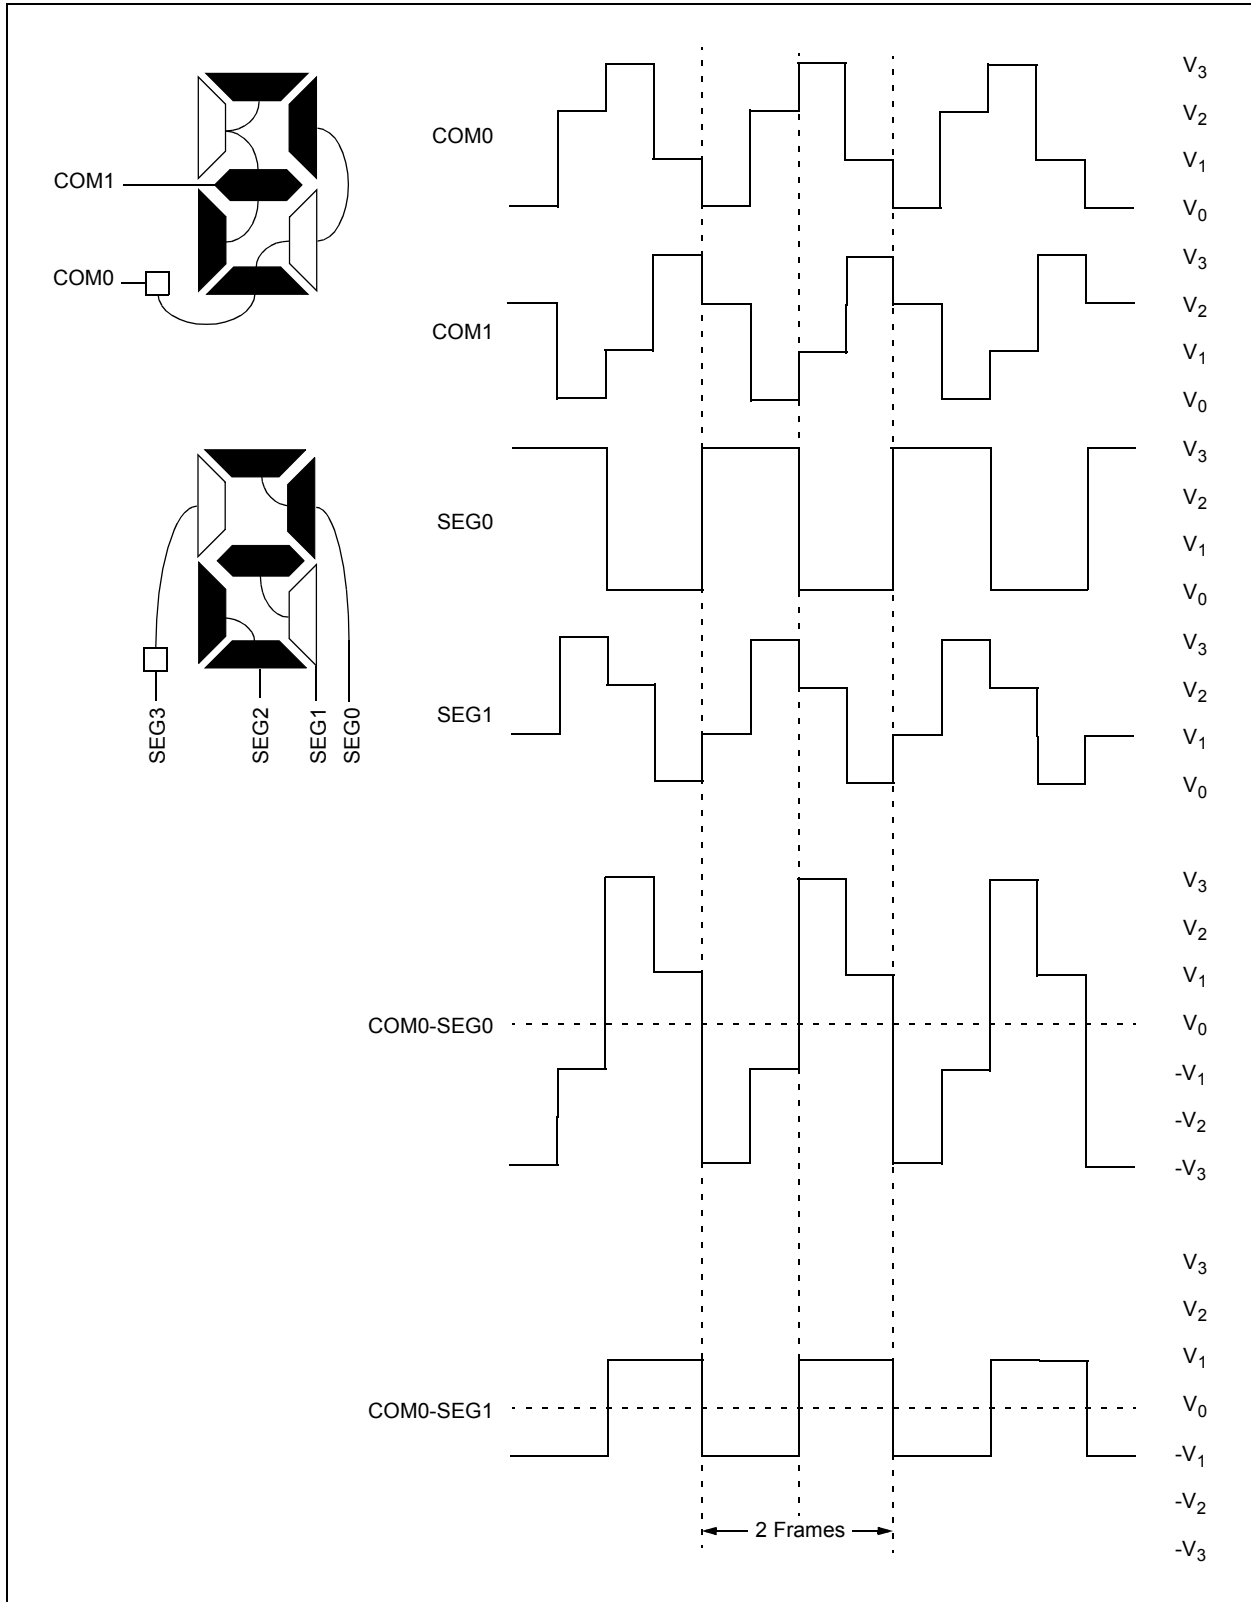 COM1
COM0
SEG3
SEG2
SEG1
SEG0
COM0
V3
V2
V1
V0
COM1
V3
V2
V1
V0
SEG0
V3
V2
V1
V0
SEG1
V3
V2
V1
V0
COM0-SEG0
V3
V2
V1
V0
-V1
-V2
-V3
COM0-SEG1
V3
V2
V1
V0
-V1
-V2
-V3
2 Frames